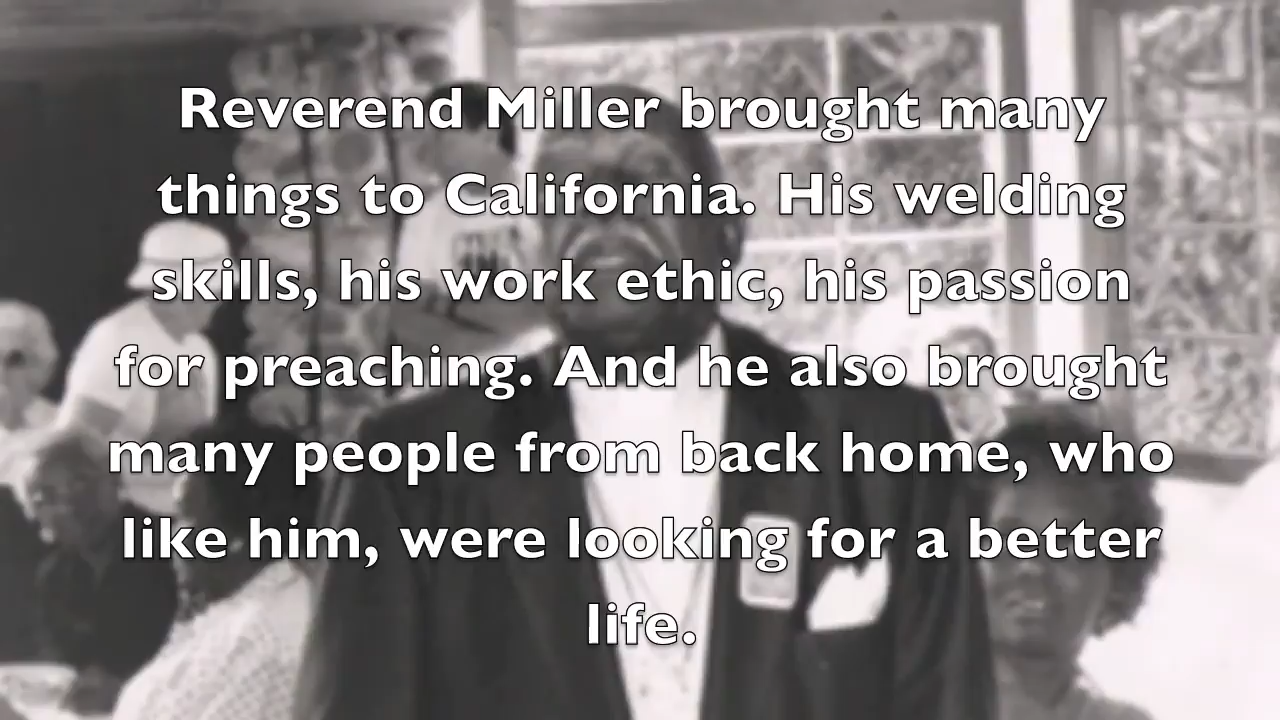 Reverend Miller brought many
things to California. His welding
skills, his work ethic, his passion
for preaching. And he also brought
many people from back home, who
like him, were looking for a better
life.